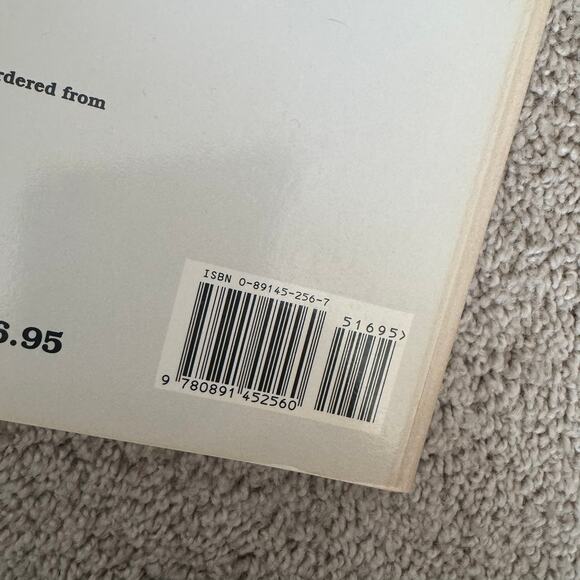 rdered from
6.95
ISBN 0-89145-256-7
51695>
9 780891 452560